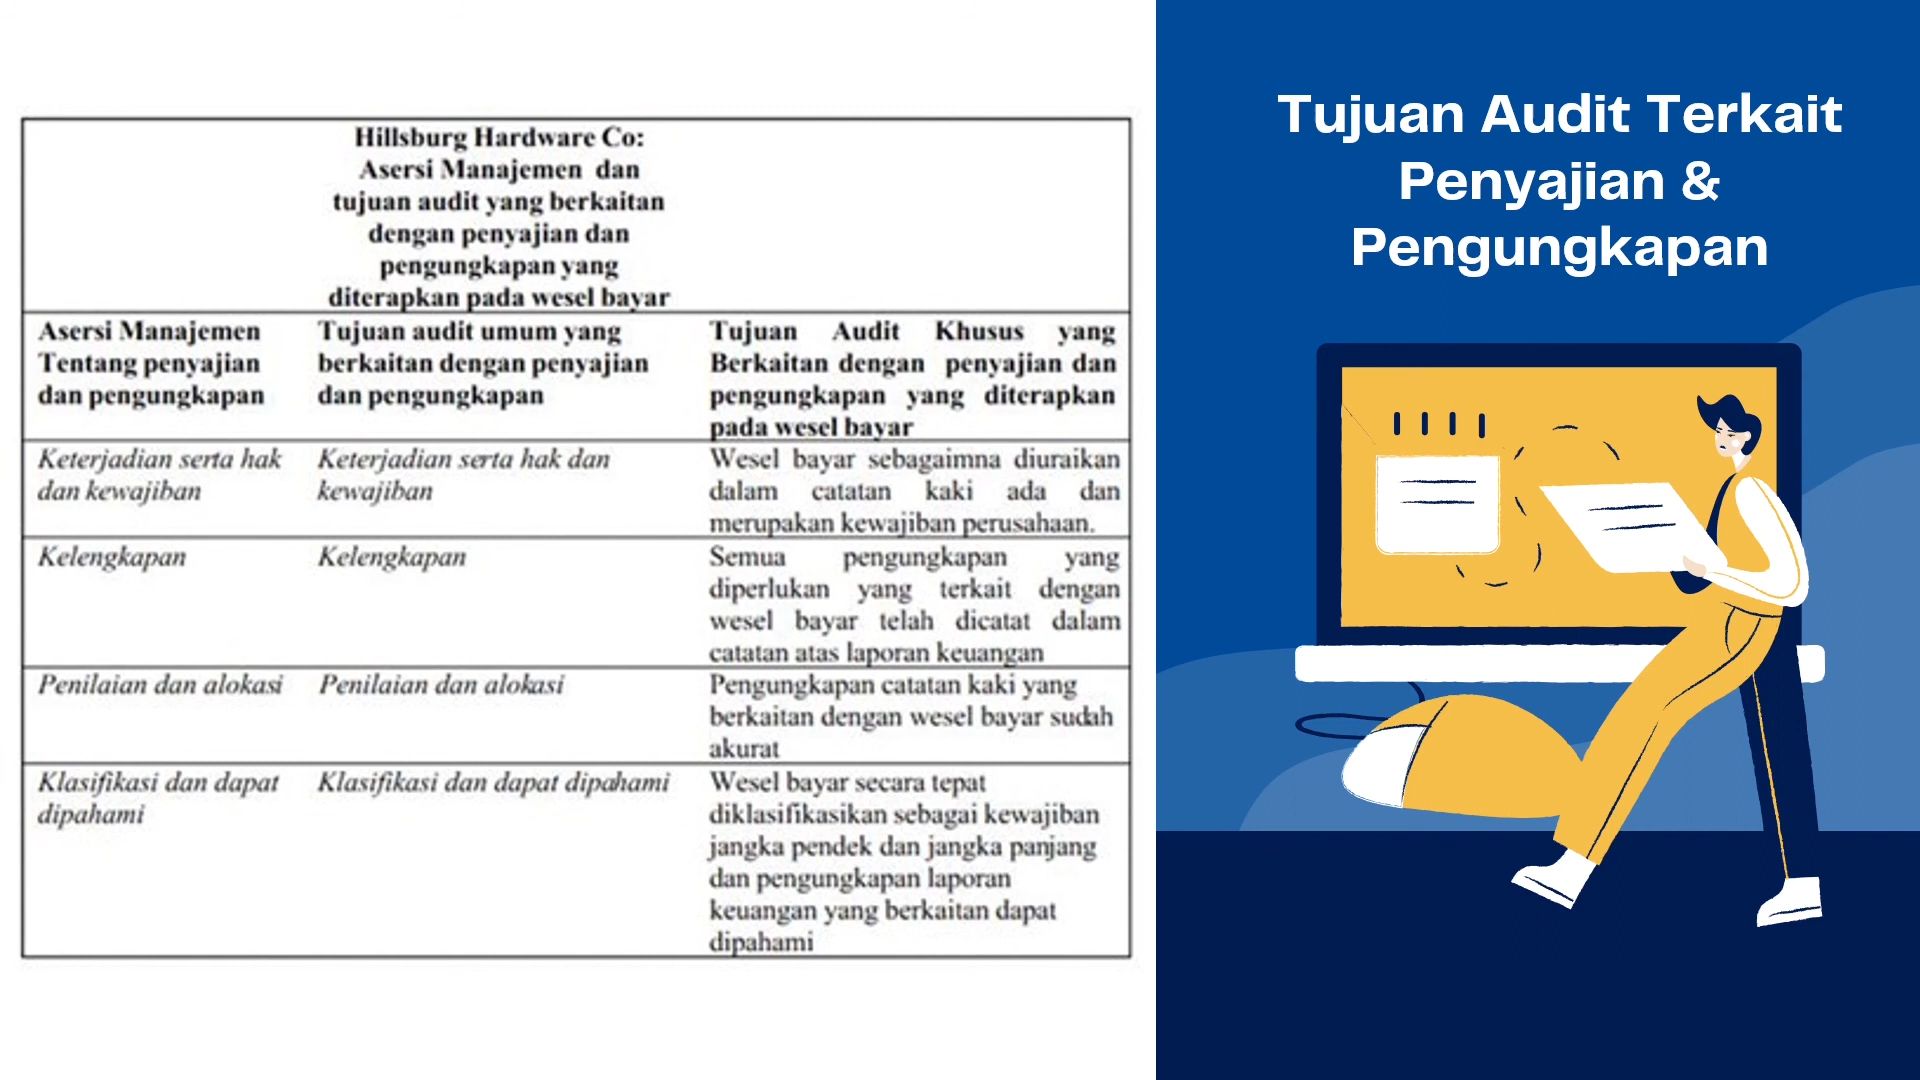 Hillsburg Hardware Co:
Asersi Manajemen dan
tujuan audit yang berkaitan
dengan penyajian dan
pengungkapan yang
diterapkan pada wesel bayar
Asersi Manajemen
Tentang penyajian
dan pengungkapan
Tujuan audit umum yang
berkaitan dengan penyajian
dan pengungkapan
Tujuan Audit Khusus yang
Berkaitan dengan penyajian dan
pengungkapan yang diterapkan
pada wesel bayar
Keterjadian serta hak
dan kewajiban
Keterjadian serta hak dan
kewajiban
Wesel bayar sebagaimna diuraikan
dalam catatan kaki ada dan
merupakan kewajiban perusahaan.
Kelengkapan
Kelengkapan
Semua pengungkapan yang
diperlukan yang terkait dengan
wesel bayar telah dicatat dalam
catatan atas laporan keuangan
Penilaian dan alokasi
Penilaian dan alokasi
Pengungkapan catatan kaki yang
berkaitan dengan wesel bayar sudah
akurat
Klasifikasi dan dapat
dipahami
Klasifikasi dan dapat dipahami
Wesel bayar secara tepat
diklasifikasikan sebagai kewajiban
jangka pendek dan jangka panjang
dan pengungkapan laporan
keuangan yang berkaitan dapat
dipahami
Tujuan Audit Terkait
Penyajian &
Pengungkapan